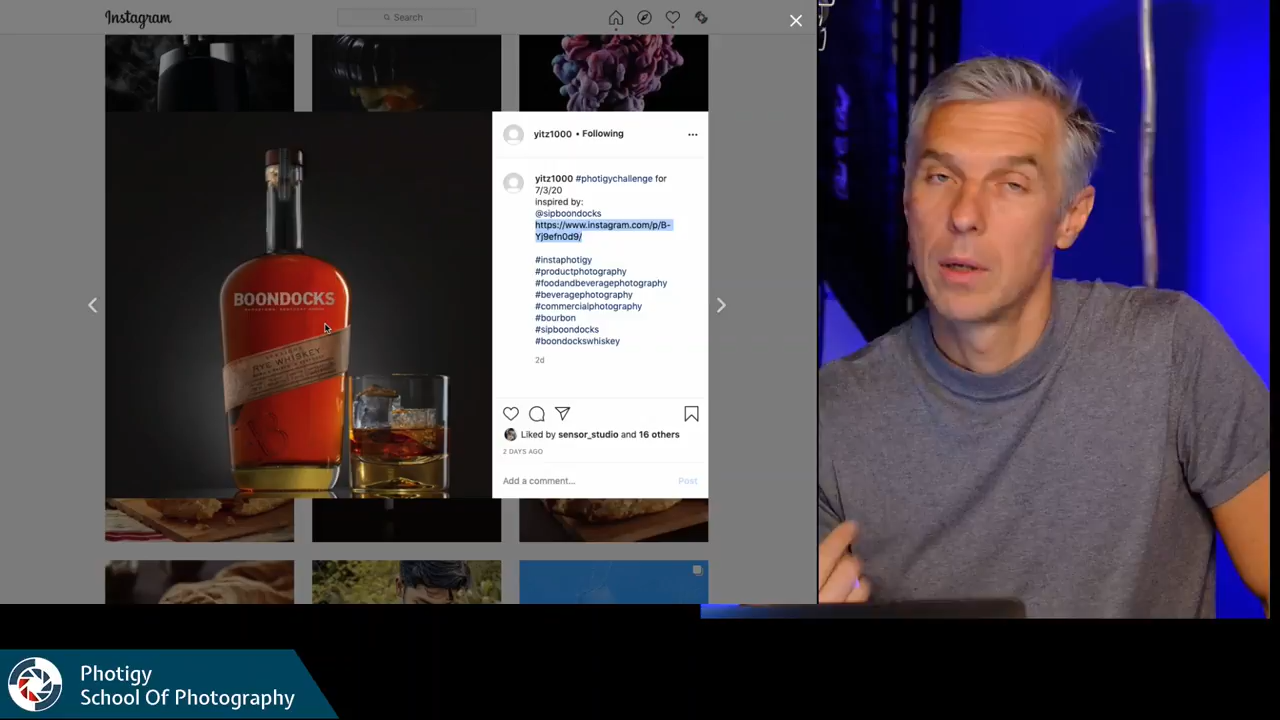 Instagram
Search
yitz1000 • Following
yitz1000 #photigychallenge for
7/3/20
inspired by:
@sipboondocks
https://www.instagram.com/p/B-
Yj9efn0d9/
#instaphotigy
#productphotography
#foodandbeveragephotography
#beveragephotography
#commercialphotography
#bourbon
#sipboondocks
#boondockswhiskey
2d
Liked by sensor_studio and 16 others
2 DAYS AGO
Add a comment...
Post
BOONDOCKS
STRAIGHT
RYE WHISKEY
Photigy
School Of Photography